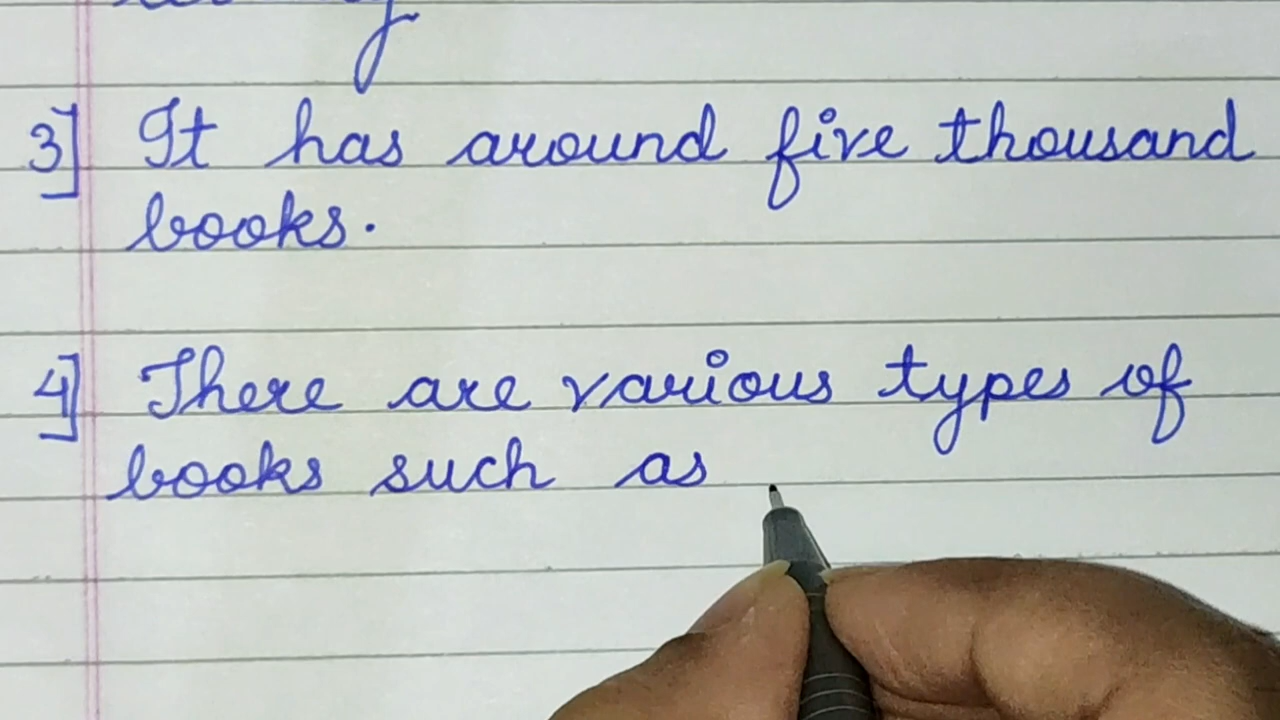 3] It has around five thousand
books.
4] There are various types of
books such as